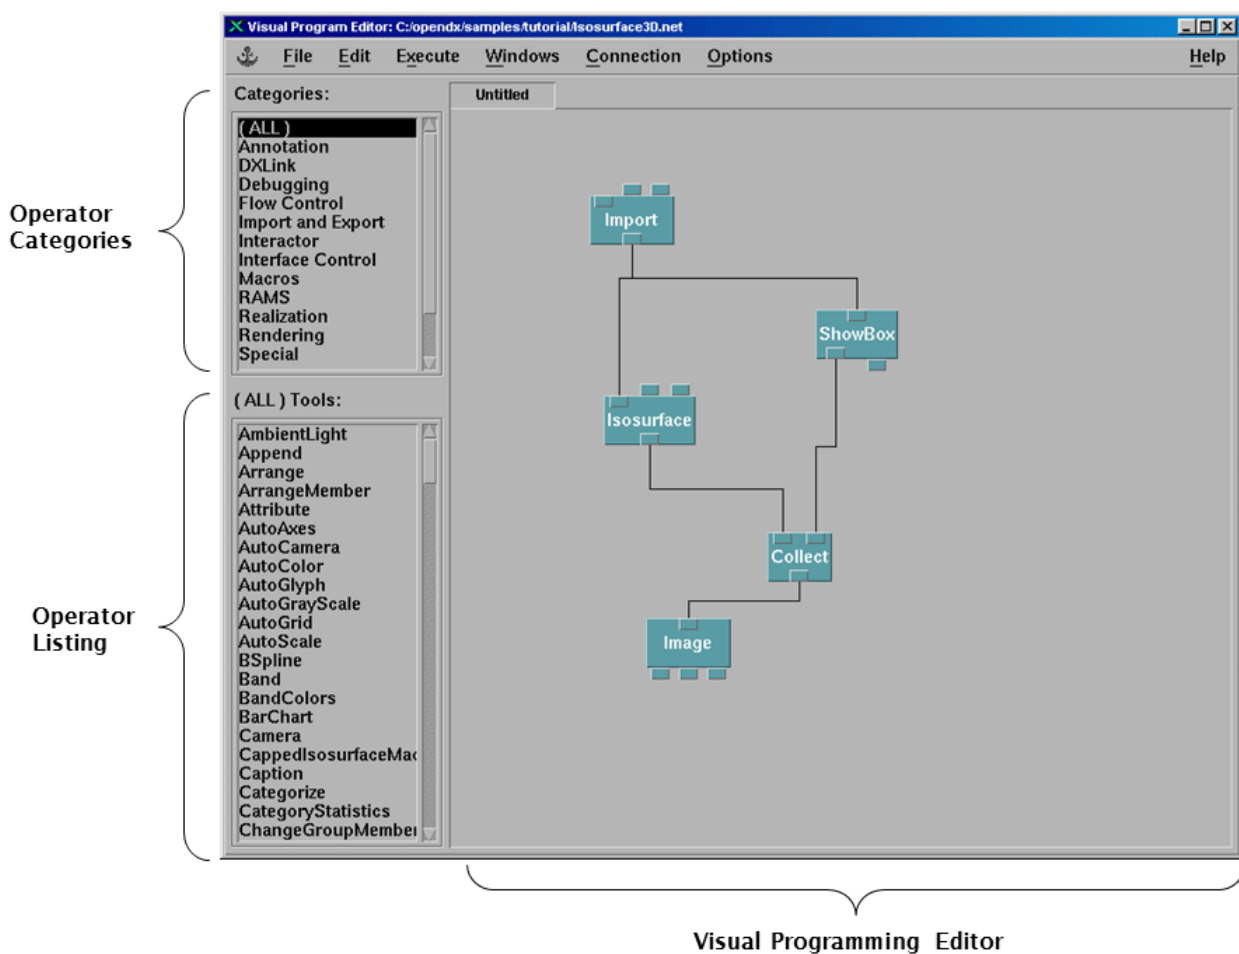 Visual Program Editor: C:/opendx/samples/tutorial/Isosurface3D.net
File Edit Execute Windows Connection Options Help
Categories:
Untitled
( ALL )
Annotation
DXLink
Debugging
Flow Control
Import and Export
Interactor
Interface Control
Macros
RAMS
Realization
Rendering
Special
Operator
Categories
( ALL ) Tools:
AmbientLight
Append
Arrange
ArrangeMember
Attribute
AutoAxes
AutoCamera
AutoColor
AutoGlyph
AutoGrayScale
AutoGrid
AutoScale
BSpline
Band
BandColors
BarChart
Camera
CappedIsosurfaceMac
Caption
Categorize
CategoryStatistics
ChangeGroupMember
Operator
Listing
Import
ShowBox
Isosurface
Collect
Image
Visual Programming Editor